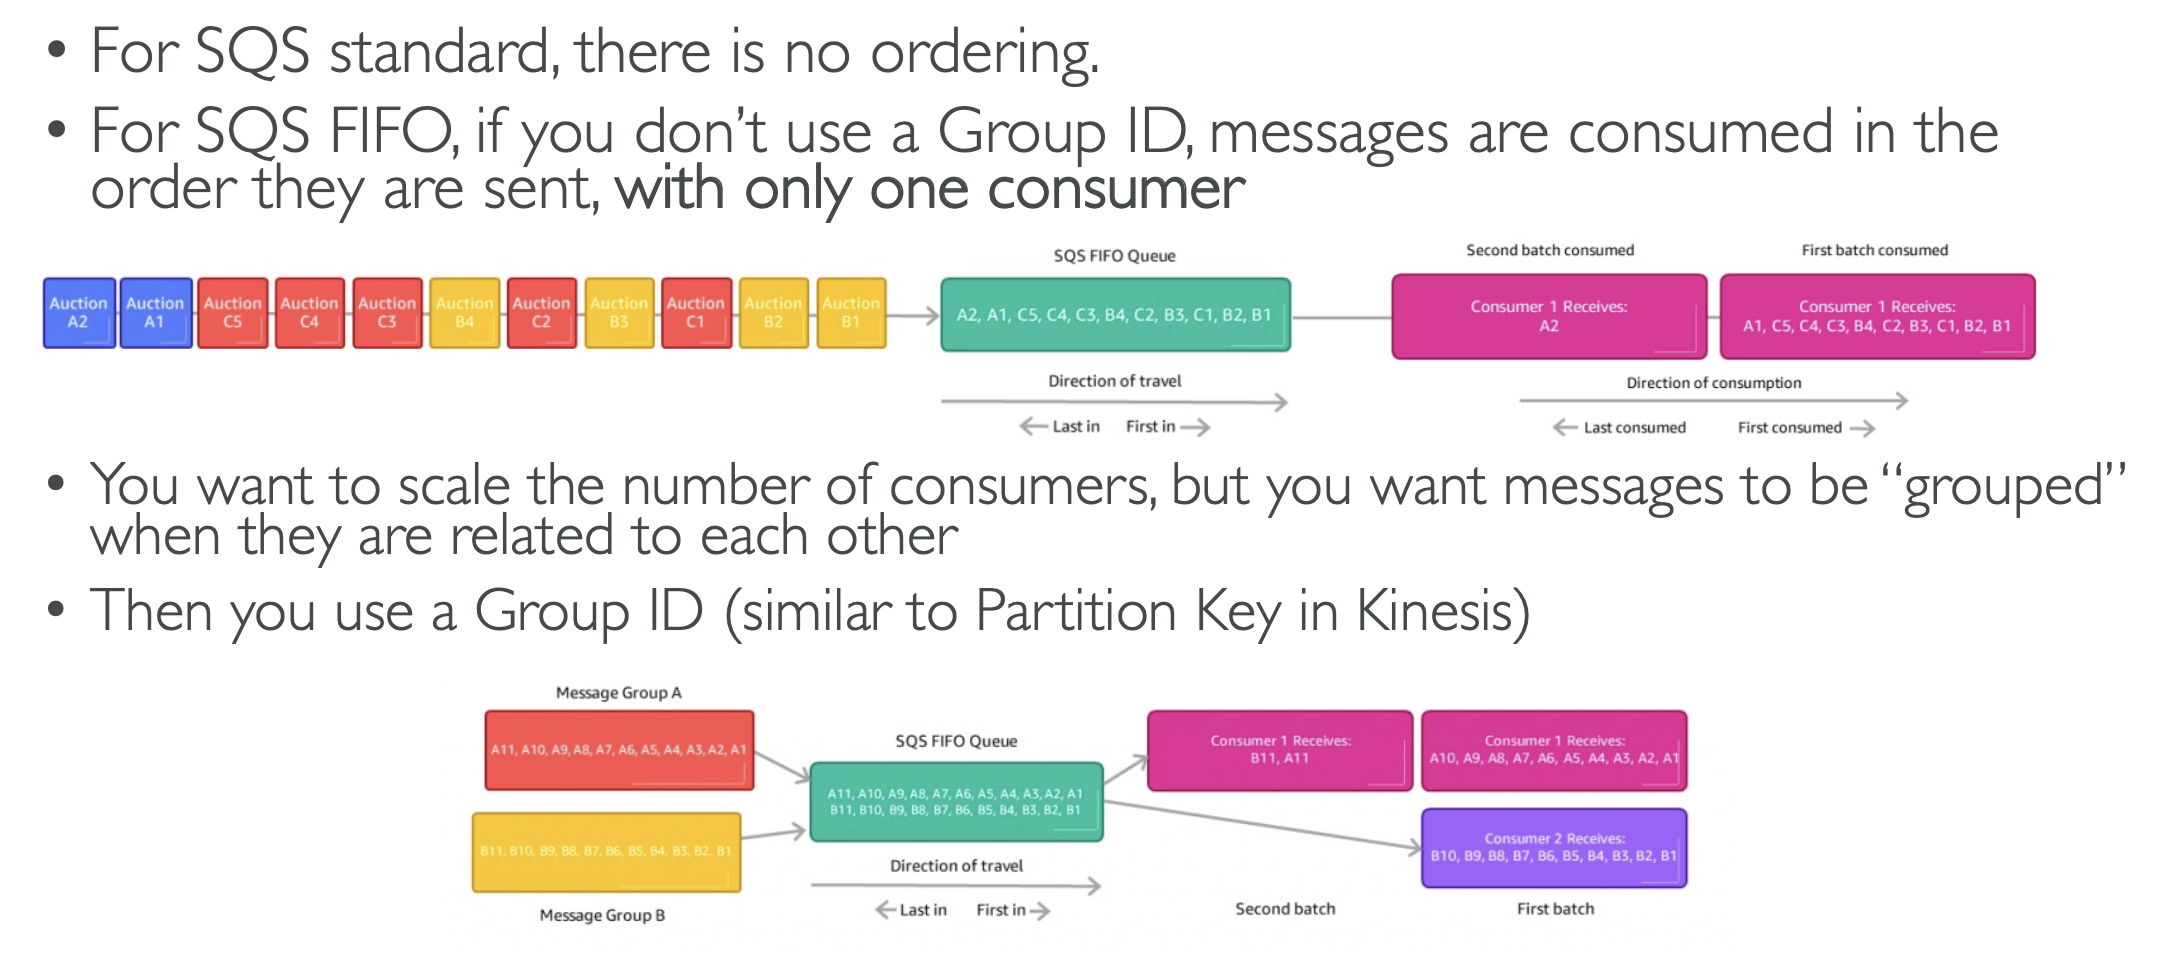 • For SQS standard, there is no ordering.
• For SQS FIFO, if you don’t use a Group ID, messages are consumed in the
order they are sent, with only one consumer
Auction
A2
Auction
A1
Auction
C5
Auction
C4
Auction
C3
Auction
B4
Auction
C2
Auction
B3
Auction
C1
Auction
B2
Auction
B1
SQS FIFO Queue
A2, A1, C5, C4, C3, B4, C2, B3, C1, B2, B1
Direction of travel
Last in
First in
Second batch consumed
Consumer 1 Receives:
A2
First batch consumed
Consumer 1 Receives:
A1, C5, C4, C3, B4, C2, B3, C1, B2, B1
Direction of consumption
Last consumed
First consumed
• You want to scale the number of consumers, but you want messages to be “grouped”
when they are related to each other
• Then you use a Group ID (similar to Partition Key in Kinesis)
Message Group A
A11, A10, A9, A8, A7, A6, A5, A4, A3, A2, A1
B11, B10, B9, B8, B7, B6, B5, B4, B3, B2. B1
Message Group B
SQS FIFO Queue
A11, A10, A9, A8, A7, A6, A5, A4, A3, A2, A1
B11, B10, B9, B8, B7, B6, B5, B4, B3, B2, B1
Direction of travel
Last in
First in
Consumer 1 Receives:
B11, A11
Consumer 1 Receives:
A10, A9, A8, A7, A6, A5, A4, A3, A2, A1
Consumer 2 Receives:
B10, B9, B8, B7, B6, B5, B4, B3, B2, B1
Second batch
First batch